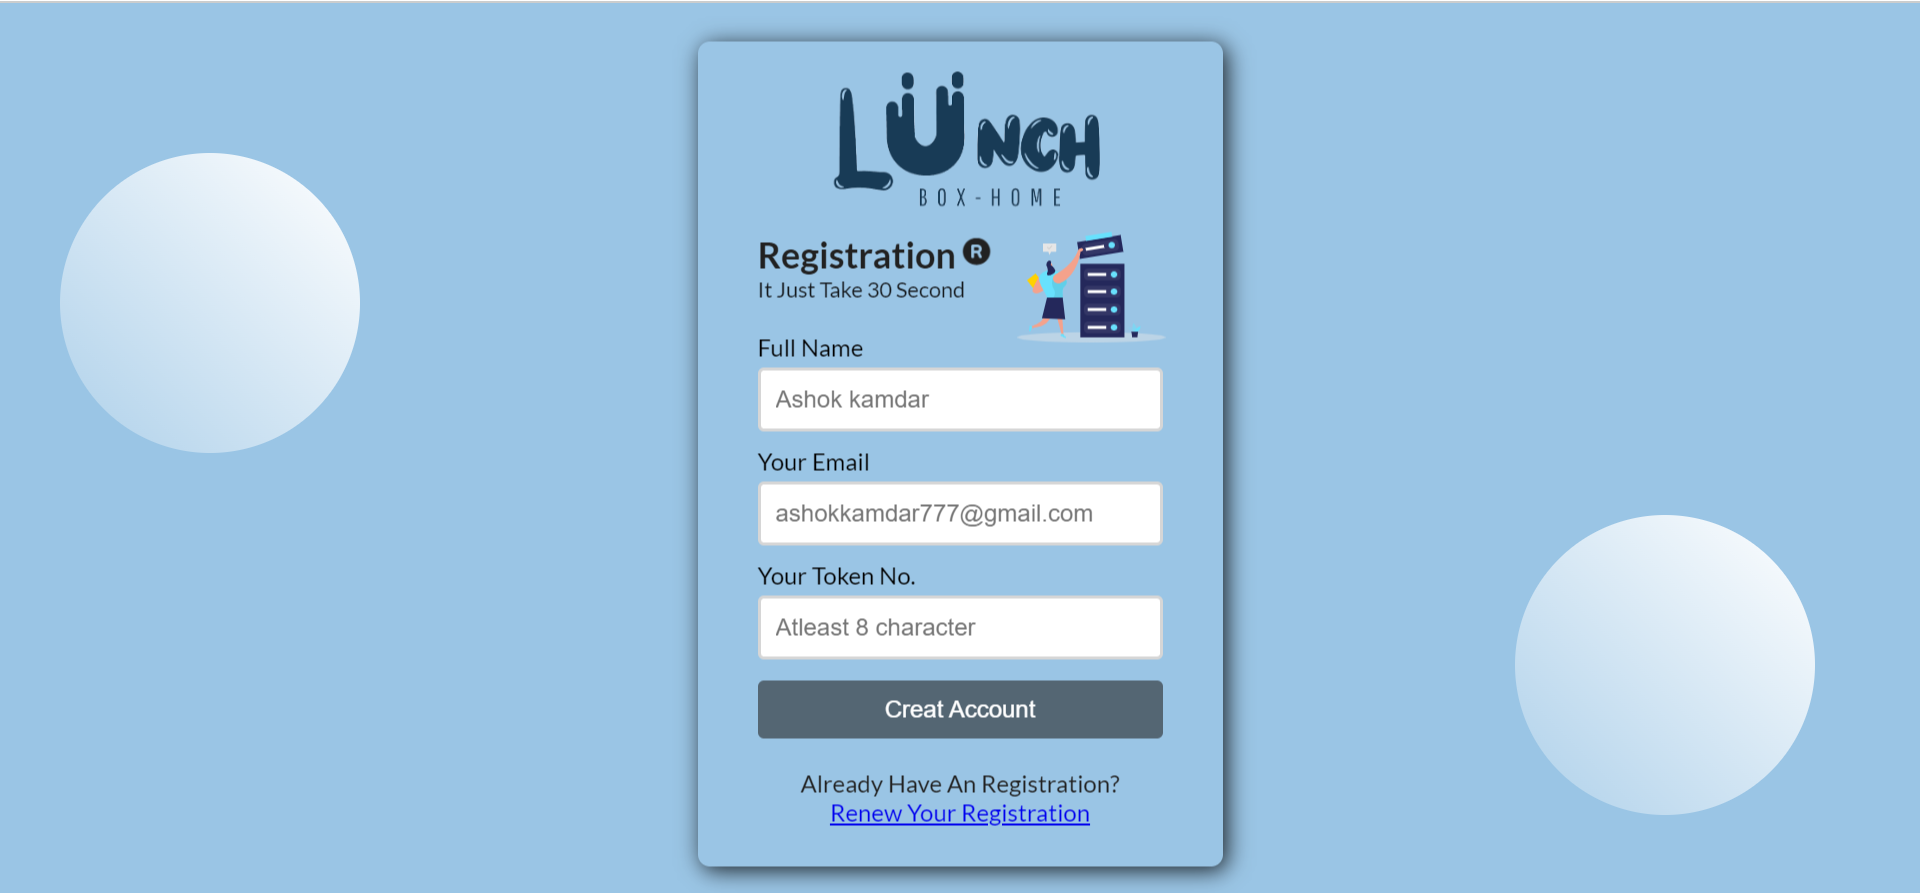 LUNCH
BOX-HOME
Registration ®
It Just Take 30 Second
Full Name
Ashok kamdar
Your Email
ashokkamdar777@gmail.com
Your Token No.
Atleast 8 character
Creat Account
Already Have An Registration?
Renew Your Registration